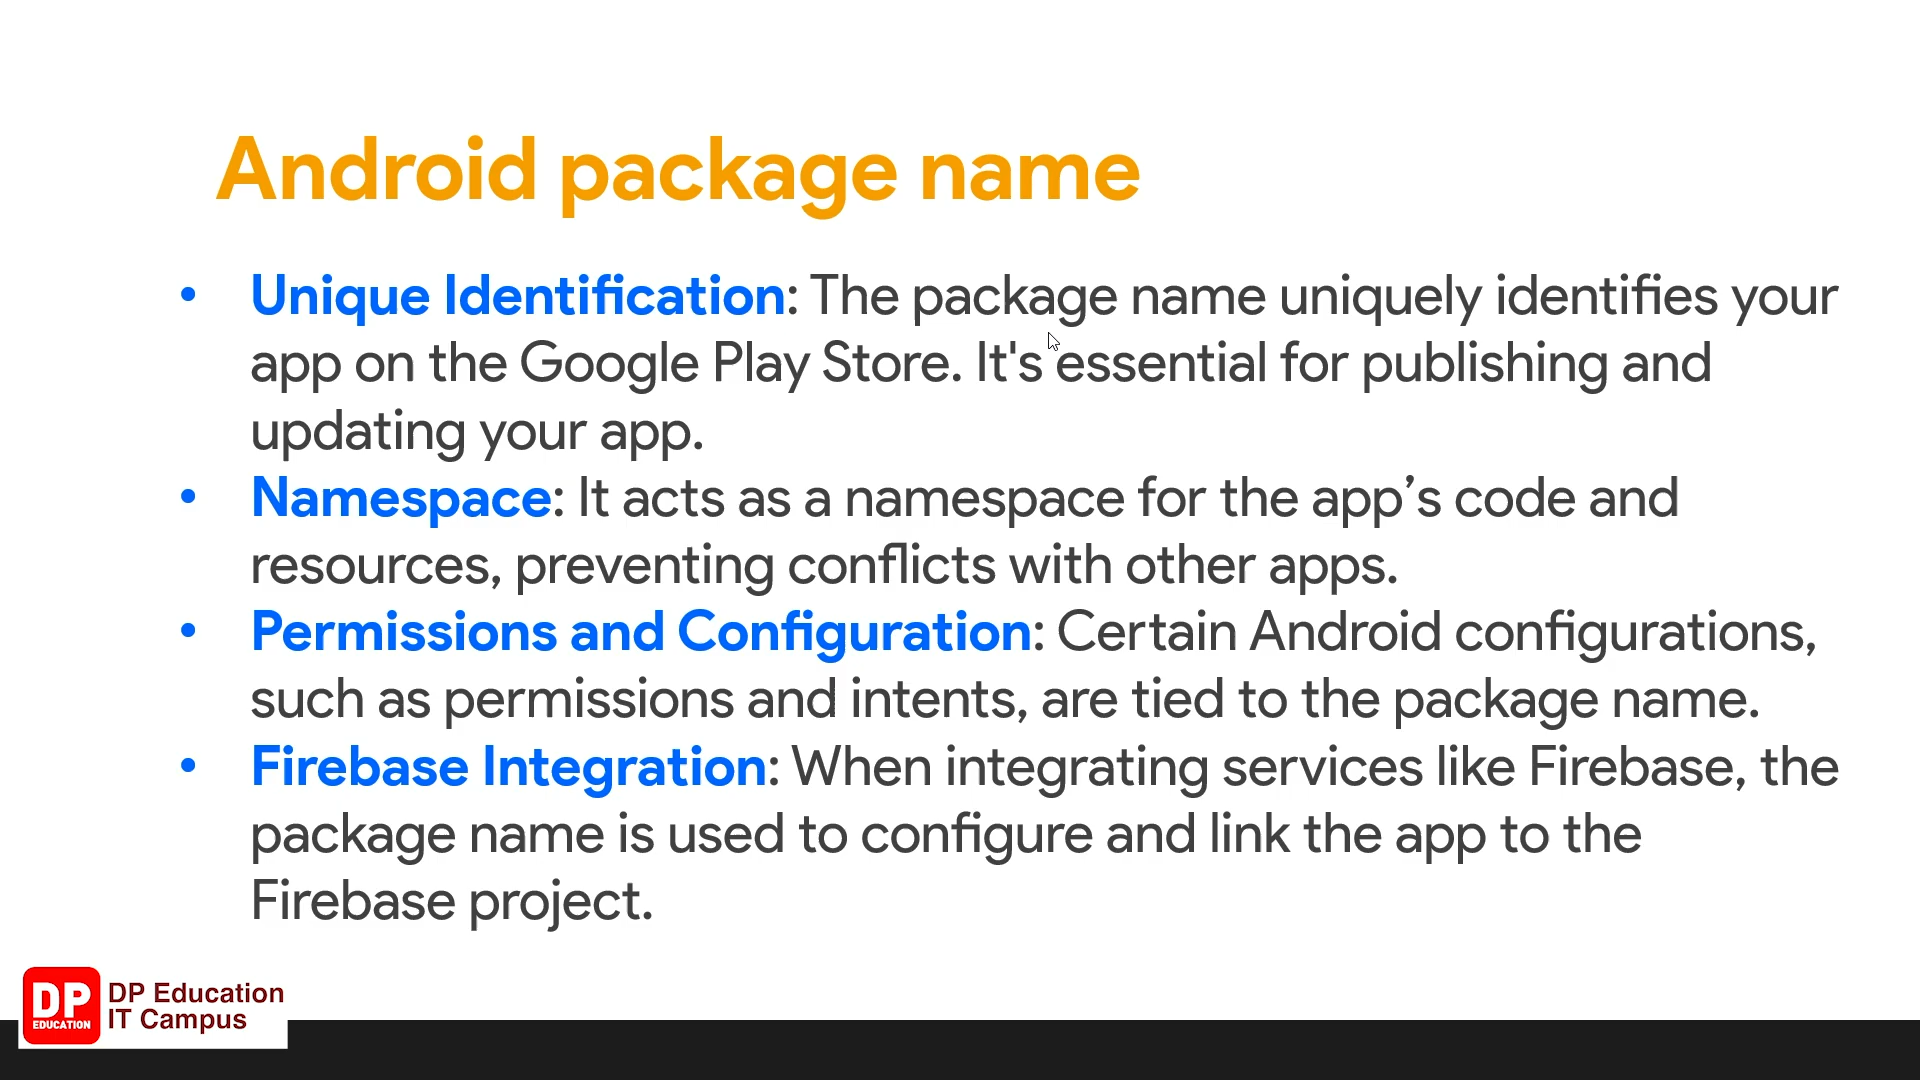 Android package name
• Unique Identification: The package name uniquely identifies your
app on the Google Play Store. It's essential for publishing and
updating your app.
• Namespace: It acts as a namespace for the app’s code and
resources, preventing conflicts with other apps.
• Permissions and Configuration: Certain Android configurations,
such as permissions and intents, are tied to the package name.
• Firebase Integration: When integrating services like Firebase, the
package name is used to configure and link the app to the
Firebase project.
DP
EDUCATION
DP Education
IT Campus